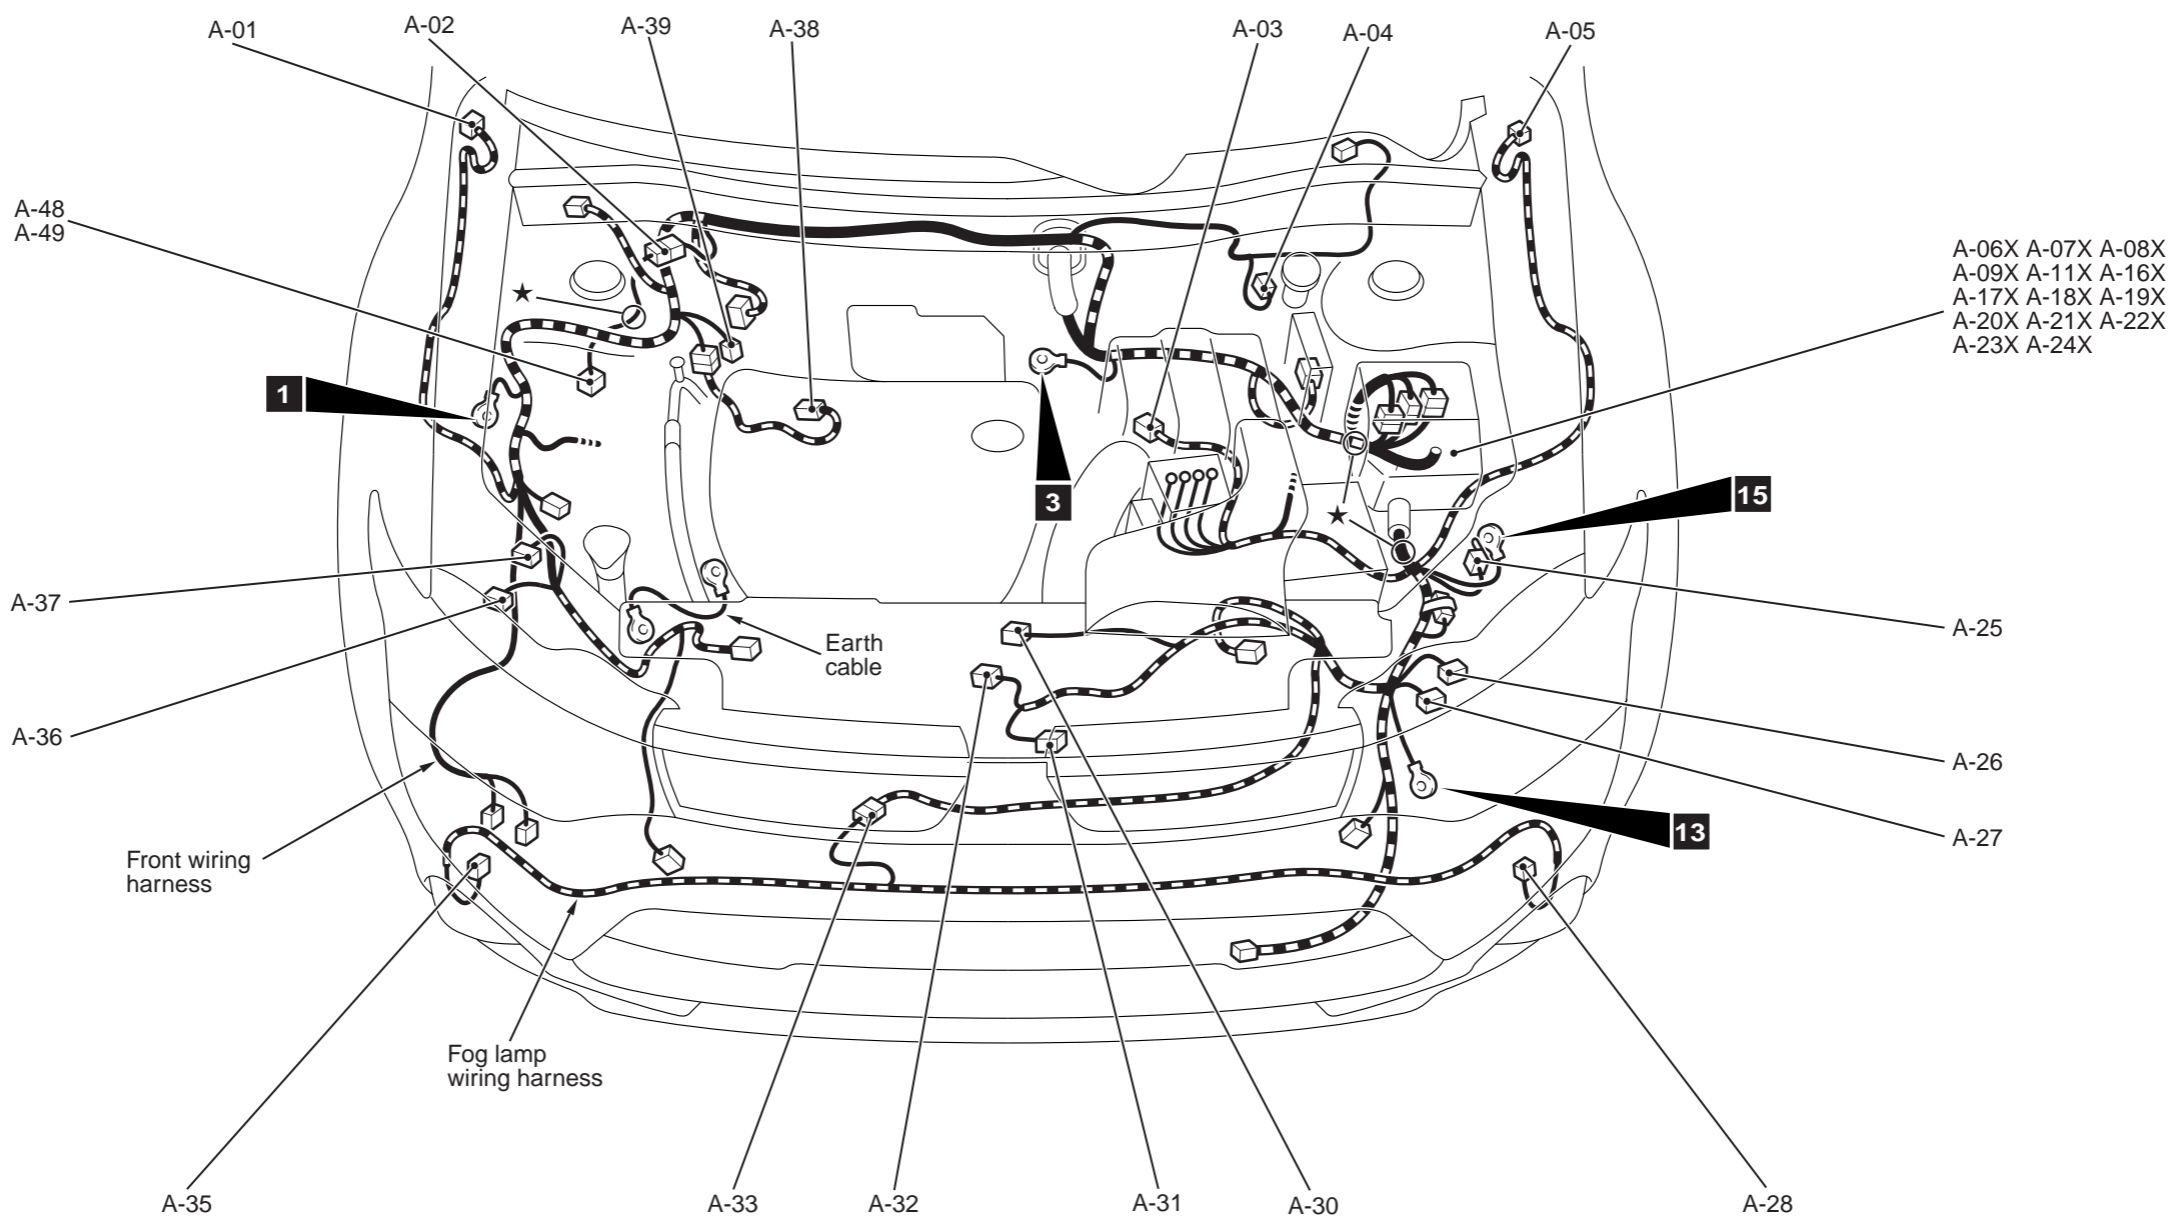 A-01
A-02
A-39
A-38
A-03
A-04
A-05
A-48
A-49
A-06X A-07X A-08X
A-09X A-11X A-16X
A-17X A-18X A-19X
A-20X A-21X A-22X
A-23X A-24X
★
1
3
15
★
A-37
A-25
Earth
cable
A-36
A-26
13
A-27
Front wiring
harness
Fog lamp
wiring harness
A-35
A-33
A-32
A-31
A-30
A-28